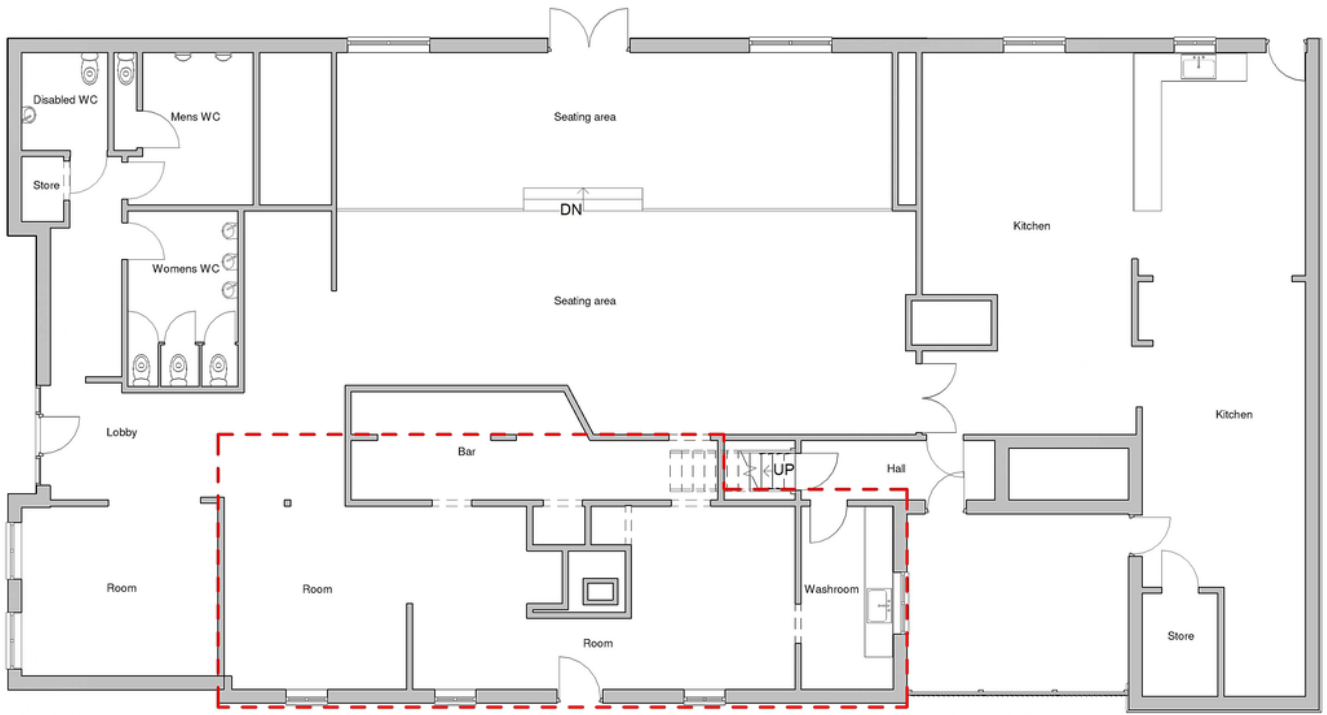 Disabled WC
Mens WC
Seating area
Store
DN
Kitchen
Womens WC
Seating area
Kitchen
Lobby
Bar
UP
Hall
Room
Room
Washroom
Store
Room